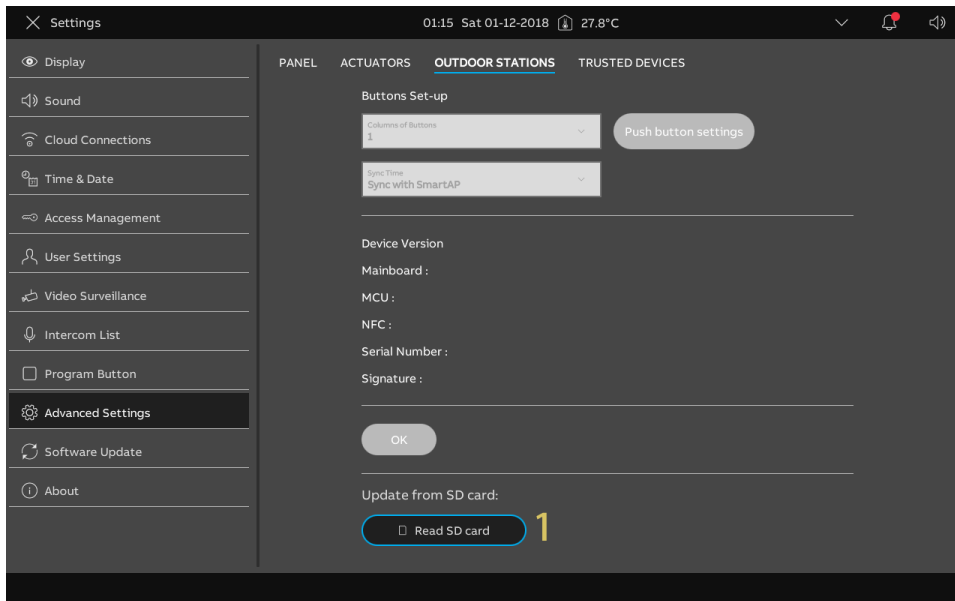 Settings
01:15 Sat 01-12-2018 27.8°C
Display
Sound
Cloud Connections
Time & Date
Access Management
User Settings
Video Surveillance
Intercom List
Program Button
Advanced Settings
Software Update
About
PANEL ACTUATORS OUTDOOR STATIONS TRUSTED DEVICES
Buttons Set-up
Columns of Buttons
1
Push button settings
Sync Time
Sync with SmartAP
Device Version
Mainboard :
MCU :
NFC :
Serial Number :
Signature :
OK
Update from SD card:
Read SD card
1